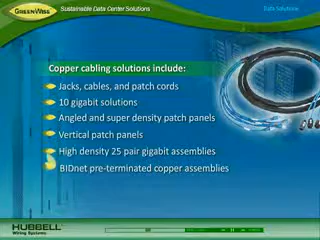 GreenWise
Sustainable Data Center Solutions
Data Solutions
Copper cabling solutions include:
Jacks, cables, and patch cords
10 gigabit solutions
Angled and super density patch panels
Vertical patch panels
High density 25 pair gigabit assemblies
BIDnet pre-terminated copper assemblies
HUBBELL
Wiring Systems